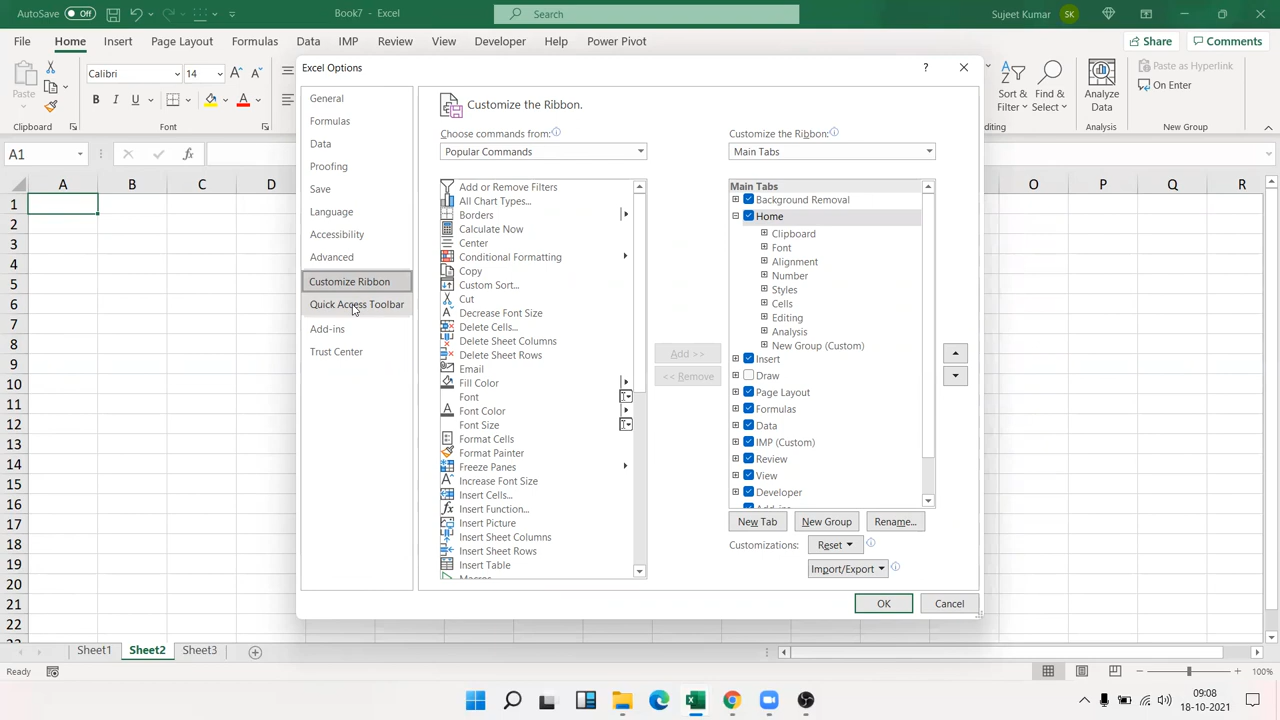 AutoSave Off Book7 - Excel Search Sujeet Kumar SK
File Home Insert Page Layout Formulas Data IMP Review View Developer Help Power Pivot Share Comments
Paste Calibri 14 Sort & Filter Find & Select Analyze Data Paste as Hyperlink
B I U A On Enter
Clipboard Font Editing Analysis New Group
A1 fx
A B C D O P Q R
1
2
3
4
5
6
7
8
9
10
11
12
13
14
15
16
17
18
19
20
21
22
Excel Options ?
General
Formulas
Data
Proofing
Save
Language
Accessibility
Advanced
Customize Ribbon
Quick Access Toolbar
Add-ins
Trust Center
Customize the Ribbon.
Choose commands from:
Popular Commands
Add or Remove Filters
All Chart Types...
Borders
Calculate Now
Center
Conditional Formatting
Copy
Custom Sort...
Cut
Decrease Font Size
Delete Cells...
Delete Sheet Columns
Delete Sheet Rows
Email
Fill Color
Font
Font Color
Font Size
Format Cells
Format Painter
Freeze Panes
Increase Font Size
Insert Cells...
Insert Function...
Insert Picture
Insert Sheet Columns
Insert Sheet Rows
Insert Table
Macros
Add >>
<< Remove
Customize the Ribbon:
Main Tabs
Main Tabs
Background Removal
Home
Clipboard
Font
Alignment
Number
Styles
Cells
Editing
Analysis
New Group (Custom)
Insert
Draw
Page Layout
Formulas
Data
IMP (Custom)
Review
View
Developer
Add-ins
New Tab New Group Rename...
Customizations: Reset
Import/Export
OK Cancel
Sheet1 Sheet2 Sheet3
Ready 100%
09:08
18-10-2021